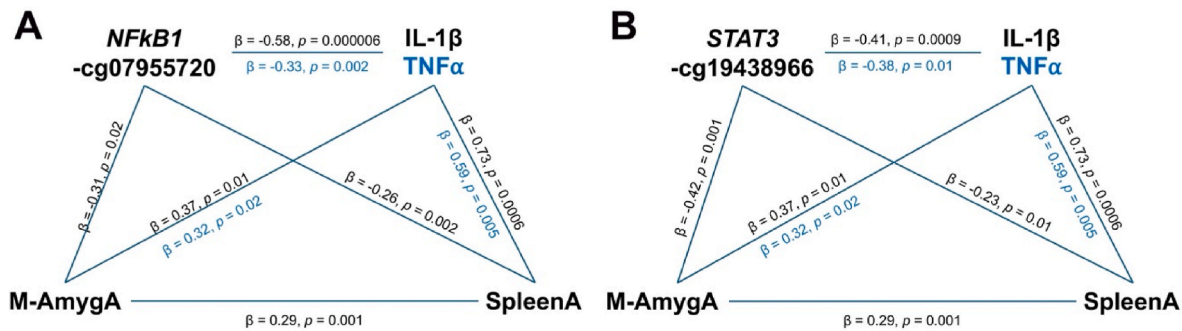 A
NFkB1
-cg07955720
β = -0.58, p = 0.000006
β = -0.33, p = 0.002
IL-1β
TNFα
β = -0.31, p = 0.02
β = 0.37, p = 0.01
β = 0.32, p = 0.02
β = -0.26, p = 0.002
β = 0.73, p = 0.0006
β = 0.59, p = 0.005
M-AmygA
SpleenA
β = 0.29, p = 0.001
B
STAT3
-cg19438966
β = -0.41, p = 0.0009
β = -0.38, p = 0.01
IL-1β
TNFα
β = -0.42, p = 0.001
β = 0.37, p = 0.01
β = 0.32, p = 0.02
β = -0.23, p = 0.01
β = 0.73, p = 0.0006
β = 0.59, p = 0.005
M-AmygA
SpleenA
β = 0.29, p = 0.001